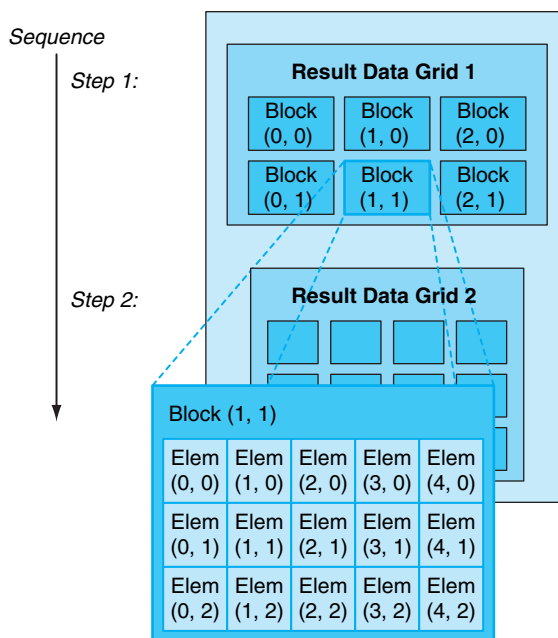 Sequence
Step 1:
Result Data Grid 1
Block Block Block
(0, 0) (1, 0) (2, 0)
Block Block Block
(0, 1) (1, 1) (2, 1)
Step 2:
Result Data Grid 2
Block (1, 1)
Elem Elem Elem Elem Elem
(0, 0) (1, 0) (2, 0) (3, 0) (4, 0)
Elem Elem Elem Elem Elem
(0, 1) (1, 1) (2, 1) (3, 1) (4, 1)
Elem Elem Elem Elem Elem
(0, 2) (1, 2) (2, 2) (3, 2) (4, 2)